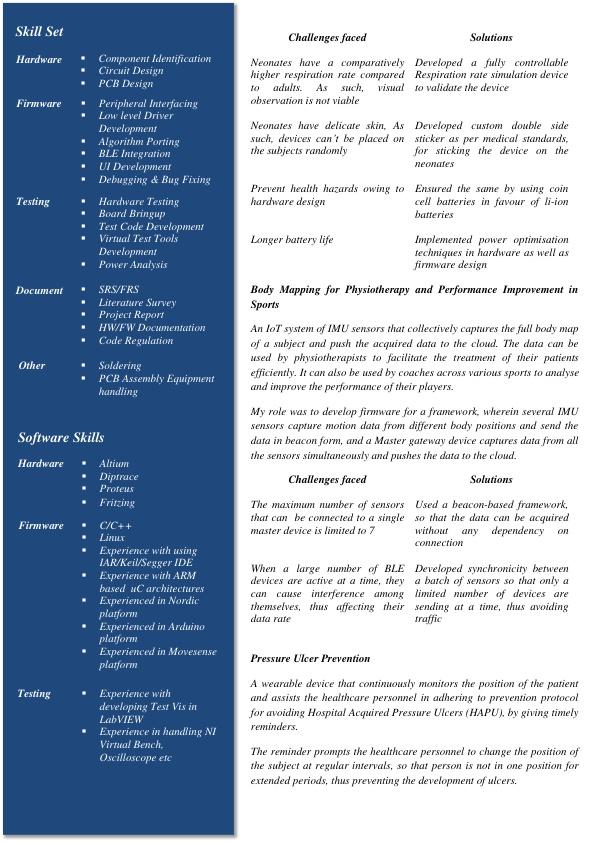 Skill Set
Hardware
▪ Component Identification
▪ Circuit Design
▪ PCB Design
Firmware
▪ Peripheral Interfacing
▪ Low level Driver
Development
▪ Algorithm Porting
▪ BLE Integration
▪ UI Development
▪ Debugging & Bug Fixing
Testing
▪ Hardware Testing
▪ Board Bringup
▪ Test Code Development
▪ Virtual Test Tools
Development
▪ Power Analysis
Document
▪ SRS/FRS
▪ Literature Survey
▪ Project Report
▪ HW/FW Documentation
▪ Code Regulation
Other
▪ Soldering
▪ PCB Assembly Equipment
handling
Software Skills
Hardware
▪ Altium
▪ Diptrace
▪ Proteus
▪ Fritzing
Firmware
▪ C/C++
▪ Linux
▪ Experience with using
IAR/Keil/Segger IDE
▪ Experience with ARM
based uC architectures
▪ Experienced in Nordic
platform
▪ Experienced in Arduino
platform
▪ Experienced in Movesense
platform
Testing
▪ Experience with
developing Test Vis in
LabVIEW
▪ Experience in handling NI
Virtual Bench,
Oscilloscope etc
Challenges faced
Solutions
Neonates have a comparatively
higher respiration rate compared
to adults. As such, visual
observation is not viable
Developed a fully controllable
Respiration rate simulation device
to validate the device
Neonates have delicate skin, As
such, devices can't be placed on
the subjects randomly
Developed custom double side
sticker as per medical standards,
for sticking the device on the
neonates
Prevent health hazards owing to
hardware design
Ensured the same by using coin
cell batteries in favour of li-ion
batteries
Longer battery life
Implemented power optimisation
techniques in hardware as well as
firmware design
Body Mapping for Physiotherapy and Performance Improvement in
Sports
An IoT system of IMU sensors that collectively captures the full body map
of a subject and push the acquired data to the cloud. The data can be
used by physiotherapists to facilitate the treatment of their patients
efficiently. It can also be used by coaches across various sports to analyse
and improve the performance of their players.
My role was to develop firmware for a framework, wherein several IMU
sensors capture motion data from different body positions and send the
data in beacon form, and a Master gateway device captures data from all
the sensors simultaneously and pushes the data to the cloud.
Challenges faced
Solutions
The maximum number of sensors
that can be connected to a single
master device is limited to 7
Used a beacon-based framework,
so that the data can be acquired
without any dependency on
connection
When a large number of BLE
devices are active at a time, they
can cause interference among
themselves, thus affecting their
data rate
Developed synchronicity between
a batch of sensors so that only a
limited number of devices are
sending at a time, thus avoiding
traffic
Pressure Ulcer Prevention
A wearable device that continuously monitors the position of the patient
and assists the healthcare personnel in adhering to prevention protocol
for avoiding Hospital Acquired Pressure Ulcers (HAPU), by giving timely
reminders.
The reminder prompts the healthcare personnel to change the position of
the subject at regular intervals, so that person is not in one position for
extended periods, thus preventing the development of ulcers.